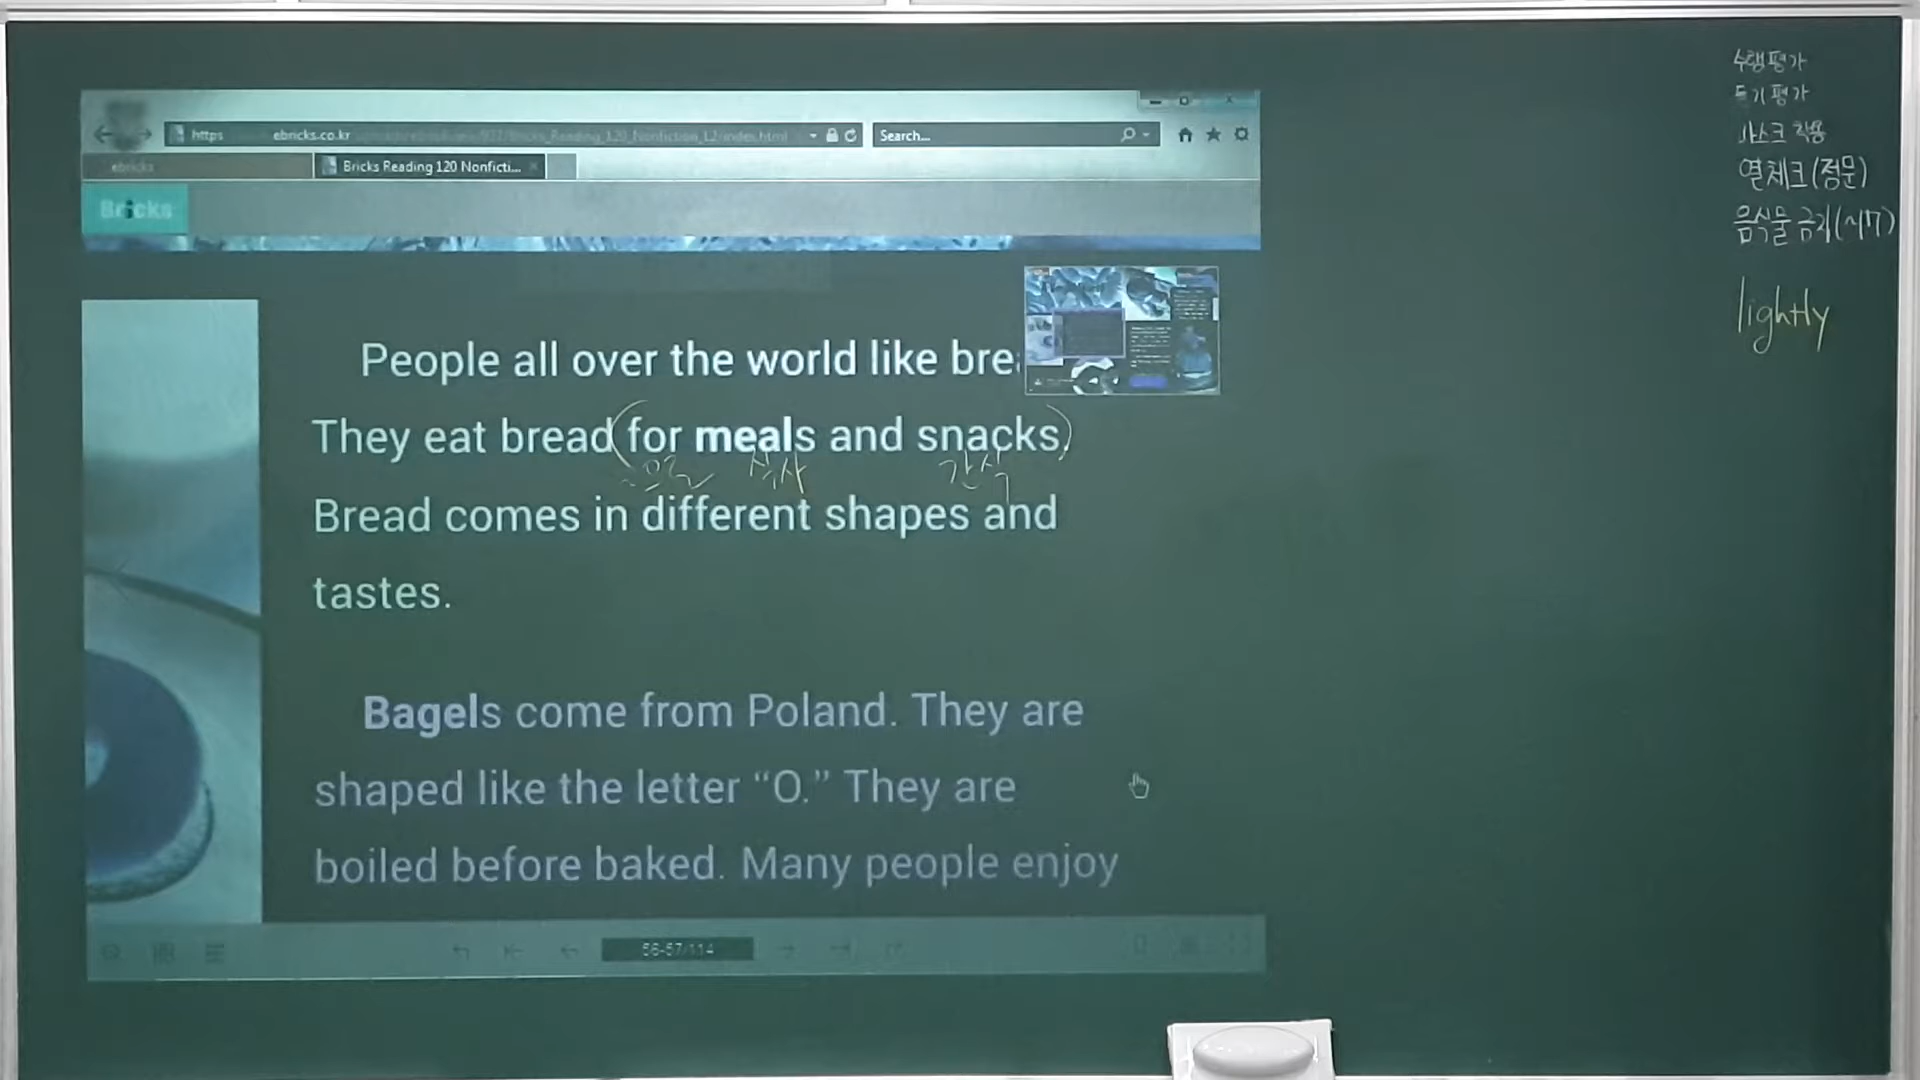 https ebricks.co.kr
Search...
ebricks
Bricks Reading 120 Nonficti...
Bricks
People all over the world like brea
They eat bread (for meals and snacks.)
식사 간식
Bread comes in different shapes and
tastes.
Bagels come from Poland. They are
shaped like the letter “O.” They are
boiled before baked. Many people enjoy
56-57/114
수행평가
듣기평가
마스크 착용
열체크(정문)
음식물 금지
lightly